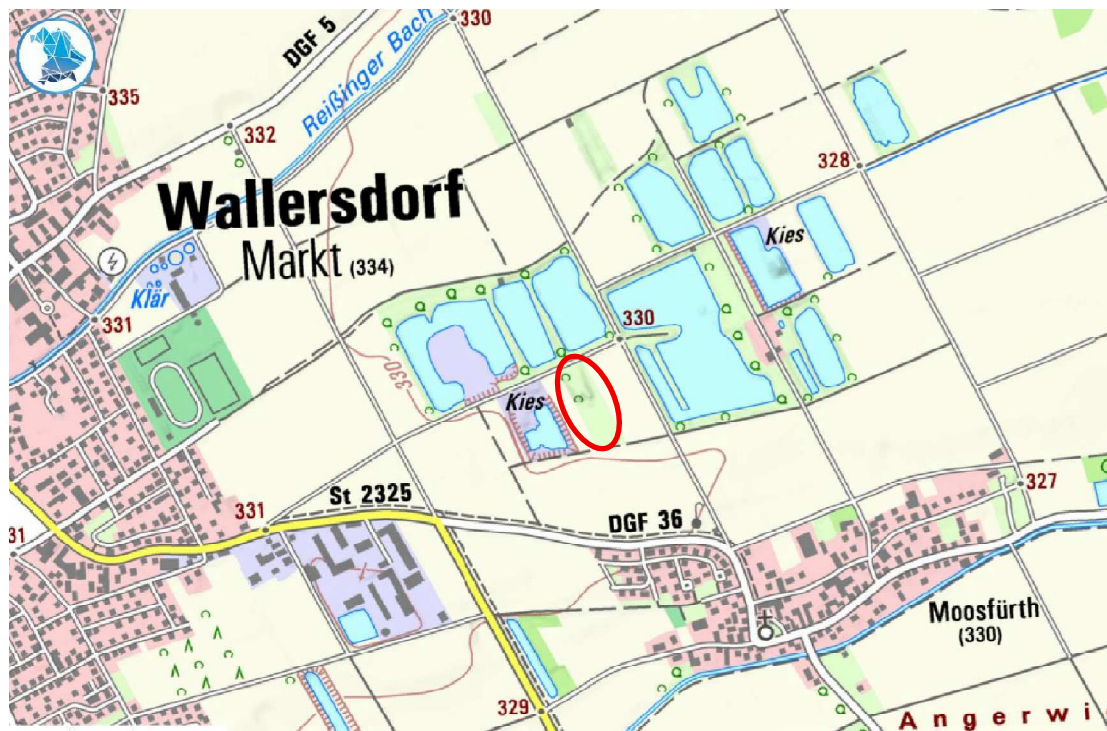 330
DGF 5
335
Reißinger Bach
332
328
Wallersdorf
Markt (334)
Kies
Klär
331
330
330
Kies
St 2325
331
DGF 36
327
31
Moosfürth
(330)
329
Angerwi